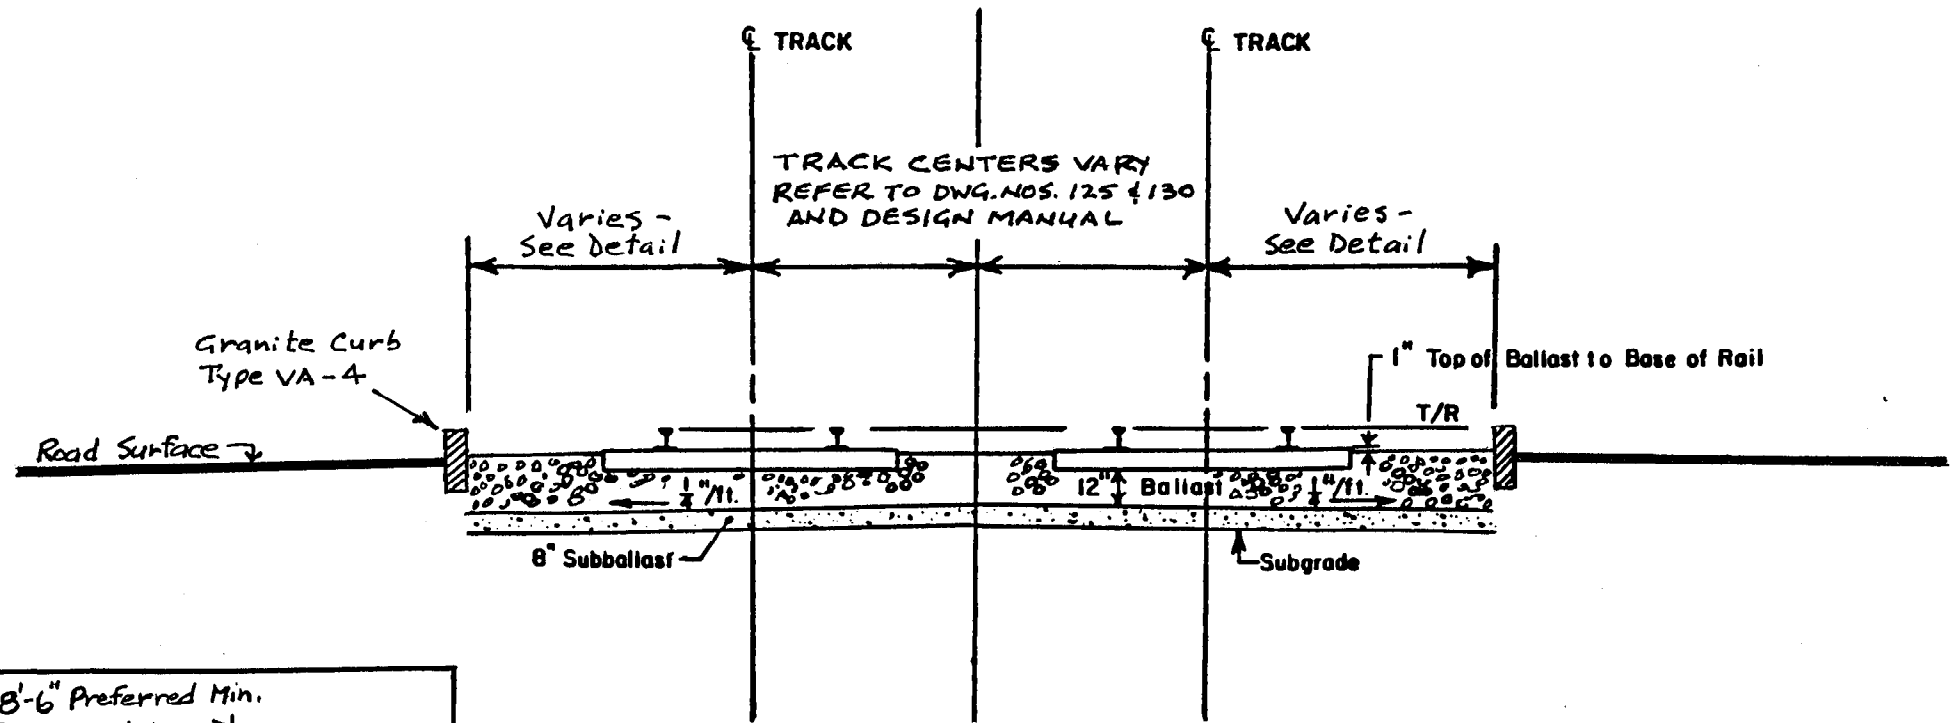 ℄ TRACK
℄ TRACK
TRACK CENTERS VARY
REFER TO DWG. NOS. 125 & 130
AND DESIGN MANUAL
Varies -
See Detail
Varies -
See Detail
Granite Curb
Type VA-4
1" Top of Ballast to Base of Rail
T/R
Road Surface
1/4"/ft.
12" Ballast
1/4"/ft.
8" Subballast
Subgrade
8'-6" Preferred Min.